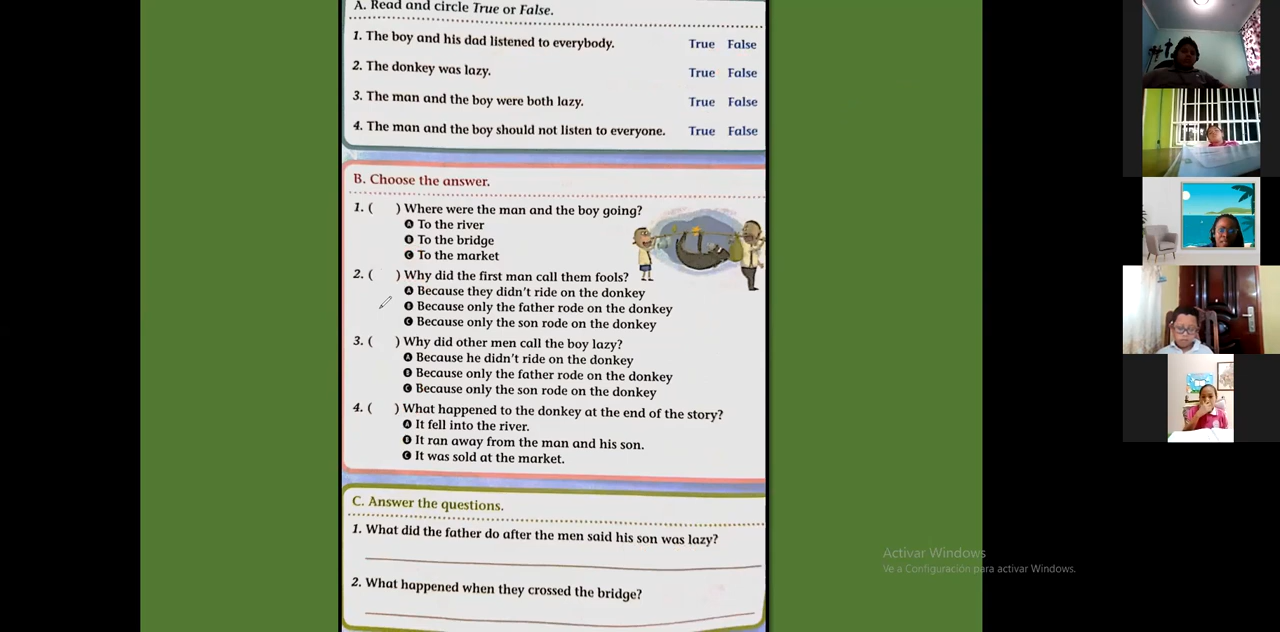 A. Read and circle True or False.
1. The boy and his dad listened to everybody. True False
2. The donkey was lazy. True False
3. The man and the boy were both lazy. True False
4. The man and the boy should not listen to everyone. True False
B. Choose the answer.
1. ( ) Where were the man and the boy going?
A To the river
B To the bridge
C To the market
2. ( ) Why did the first man call them fools?
A Because they didn't ride on the donkey
B Because only the father rode on the donkey
C Because only the son rode on the donkey
3. ( ) Why did other men call the boy lazy?
A Because he didn't ride on the donkey
B Because only the father rode on the donkey
C Because only the son rode on the donkey
4. ( ) What happened to the donkey at the end of the story?
A It fell into the river.
B It ran away from the man and his son.
C It was sold at the market.
C. Answer the questions.
1. What did the father do after the men said his son was lazy?
2. What happened when they crossed the bridge?
Activar Windows
Ve a Configuración para activar Windows.